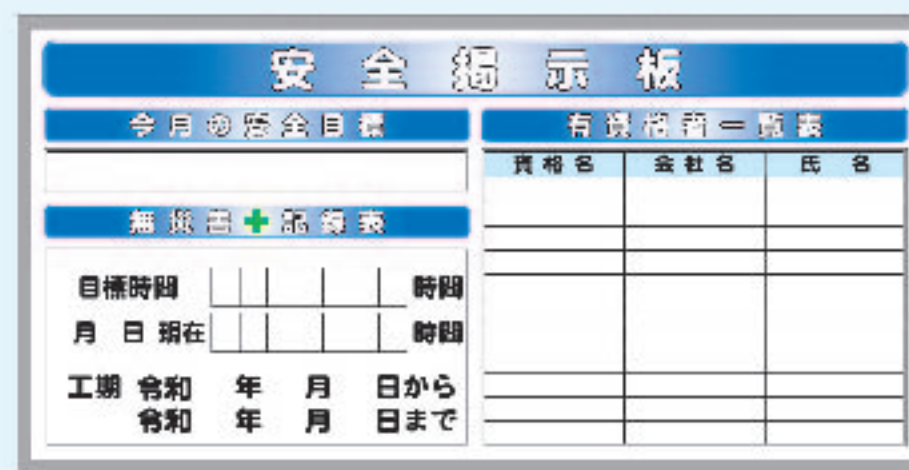 安全掲示板
今月の安全目標
無災害記録表
目標時間 時間
月 日 現在 時間
工期 令和 年 月 日から
令和 年 月 日まで
有資格者一覧表
資格名 会社名 氏 名